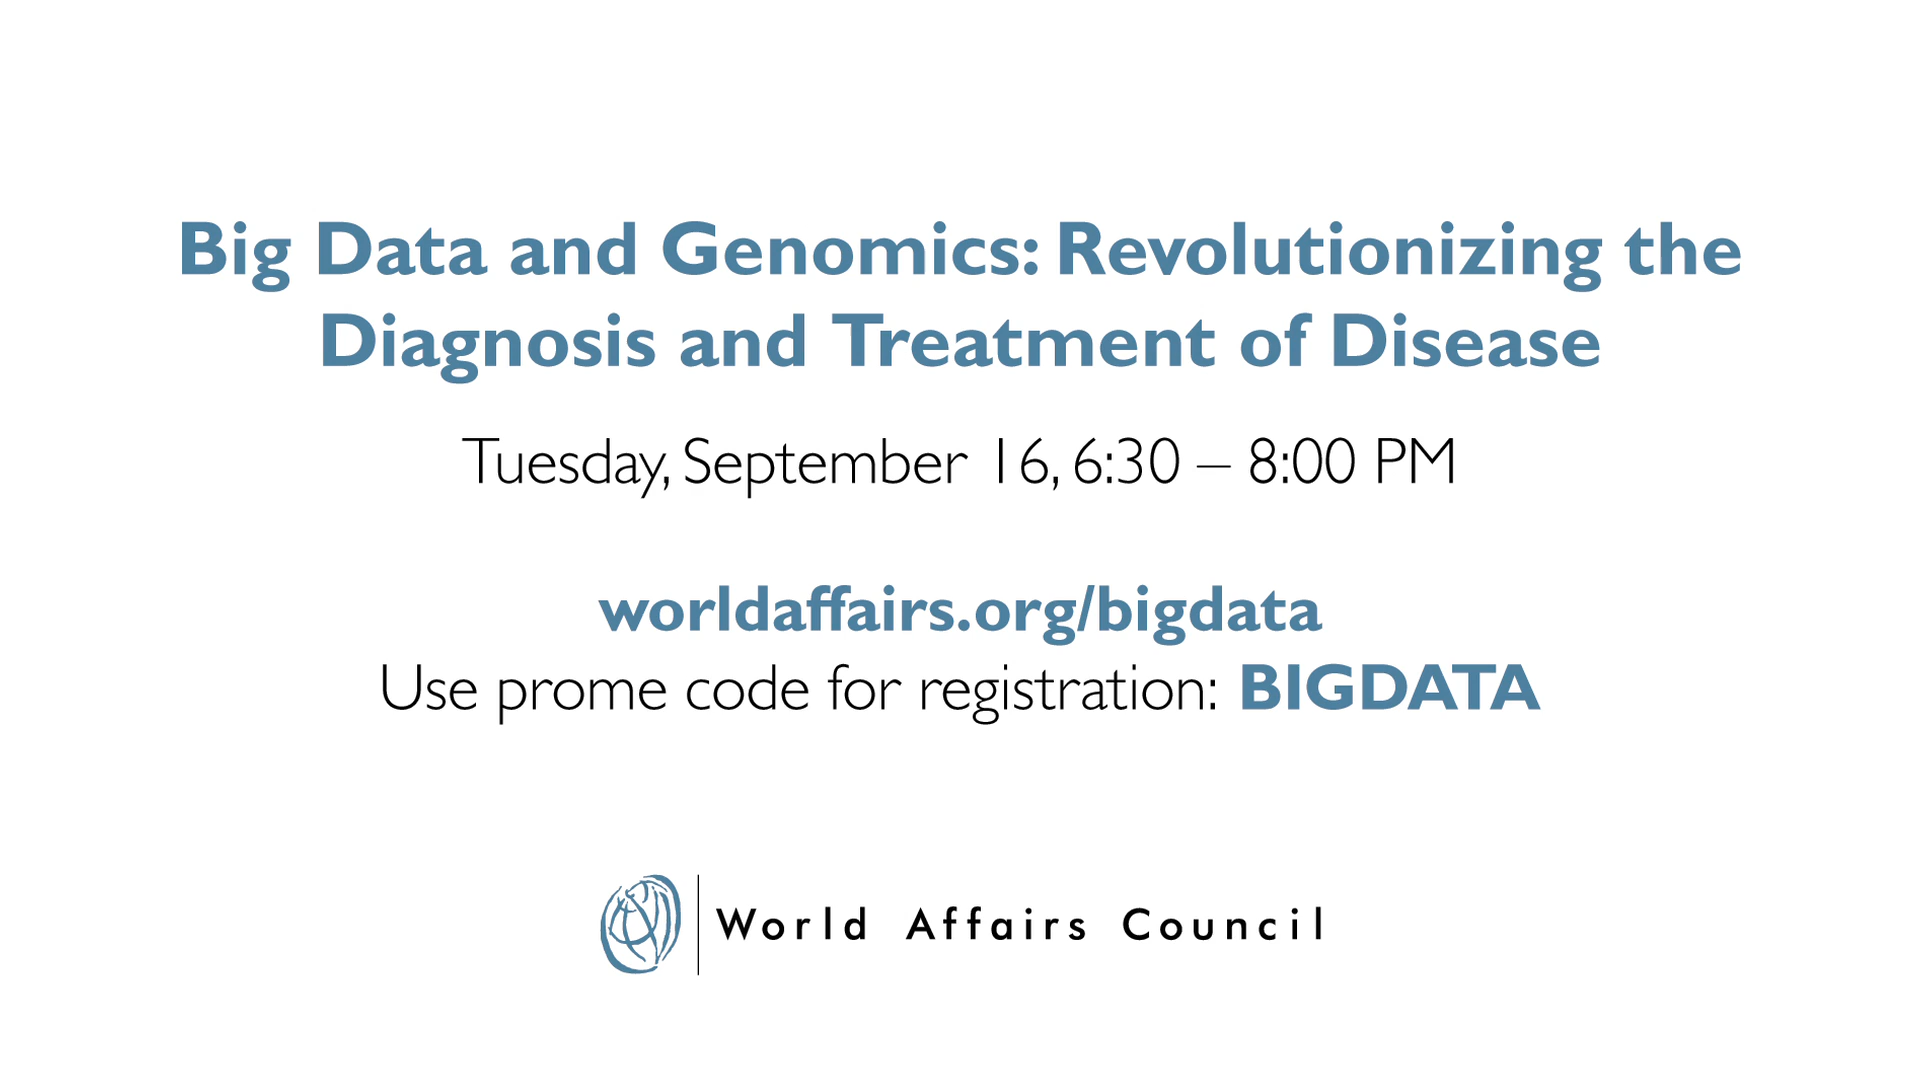 Big Data and Genomics: Revolutionizing the
Diagnosis and Treatment of Disease
Tuesday, September 16, 6:30 – 8:00 PM
worldaffairs.org/bigdata
Use prome code for registration: BIGDATA
World Affairs Council